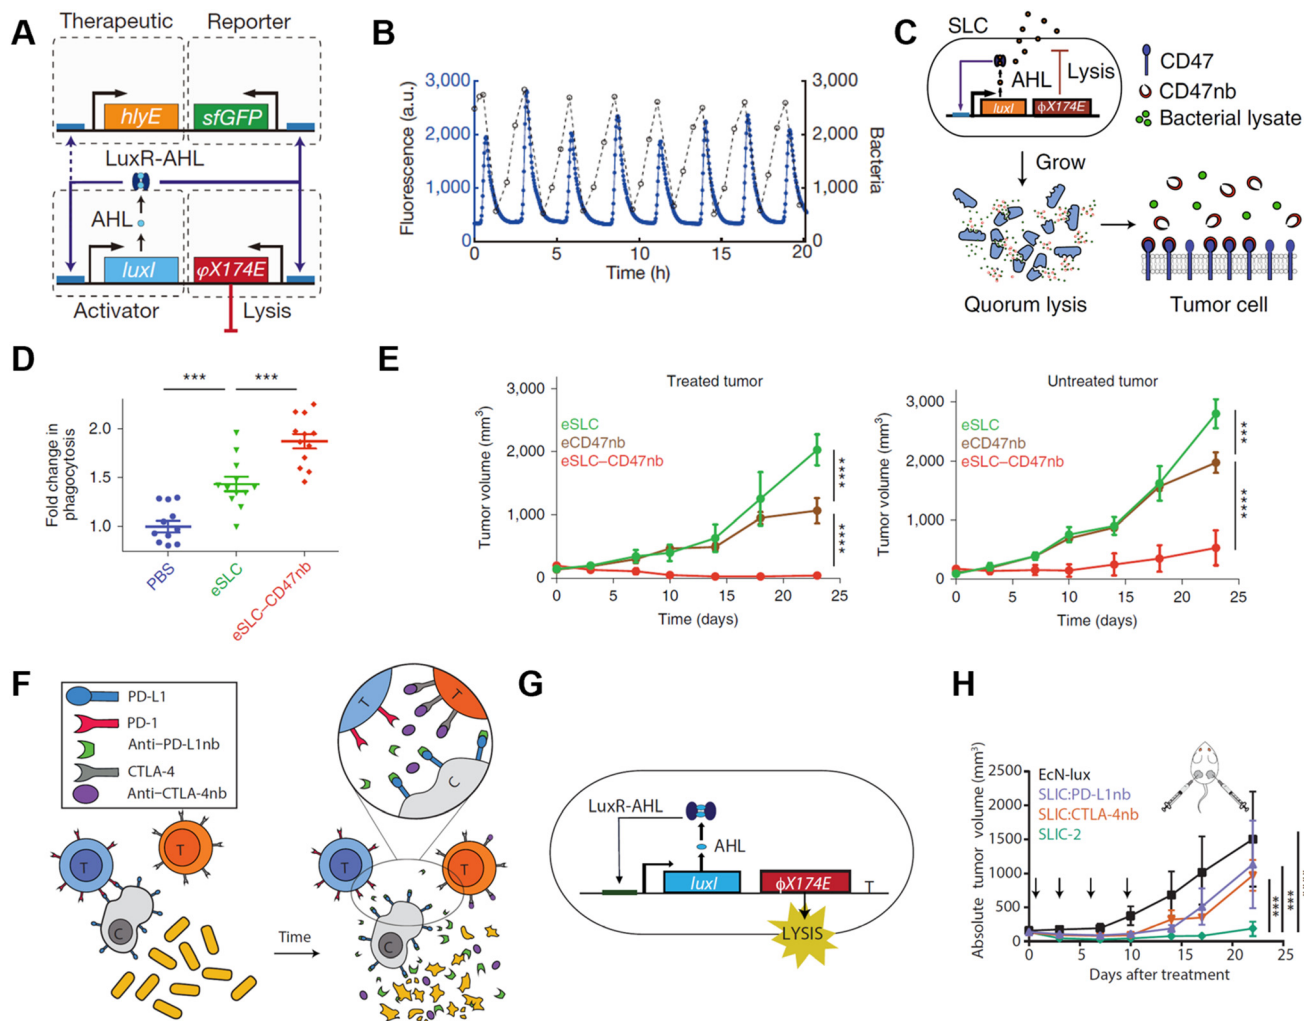 A
Therapeutic
Reporter
hlyE
sfGFP
LuxR-AHL
AHL
luxI
φX174E
Activator
Lysis
B
Fluorescence (a.u.)
3,000
2,000
1,000
0
3,000
2,000
1,000
0
Bacteria
0
5
10
15
20
Time (h)
C
SLC
AHL
Lysis
luxI
ϕX174E
CD47
CD47nb
Bacterial lysate
Grow
Quorum lysis
Tumor cell
D
***
***
Fold change in
phagocytosis
2.0
1.5
1.0
PBS
eSLC
eSLC–CD47nb
E
Treated tumor
Tumor volume (mm³)
3,000
2,000
1,000
0
eSLC
eCD47nb
eSLC–CD47nb
****
****
0
5
10
15
20
25
Time (days)
Untreated tumor
Tumor volume (mm³)
3,000
2,000
1,000
0
eSLC
eCD47nb
eSLC–CD47nb
***
****
0
5
10
15
20
25
Time (days)
F
PD-L1
PD-1
Anti–PD-L1nb
CTLA-4
Anti–CTLA-4nb
T
T
C
Time
T
T
C
T
T
C
G
LuxR-AHL
AHL
luxI
ϕX174E
LYSIS
H
Absolute tumor volume (mm³)
2500
2000
1500
1000
500
0
EcN-lux
SLIC:PD-L1nb
SLIC:CTLA-4nb
SLIC-2
***
***
0
5
10
15
20
25
Days after treatment